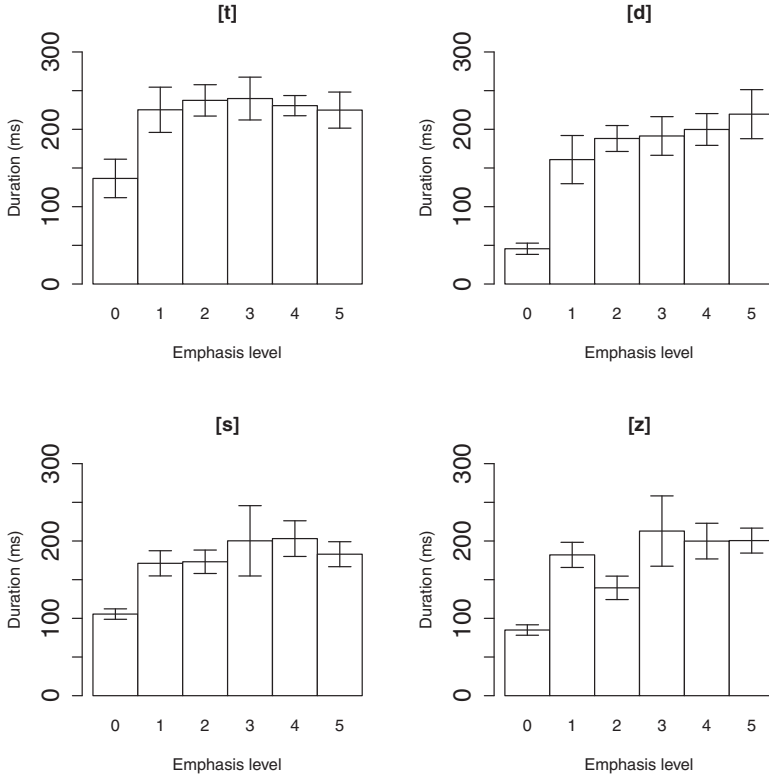 [t]
Duration (ms)
0 100 200 300
0 1 2 3 4 5
Emphasis level
[d]
Duration (ms)
0 100 200 300
0 1 2 3 4 5
Emphasis level
[s]
Duration (ms)
0 100 200 300
0 1 2 3 4 5
Emphasis level
[z]
Duration (ms)
0 100 200 300
0 1 2 3 4 5
Emphasis level